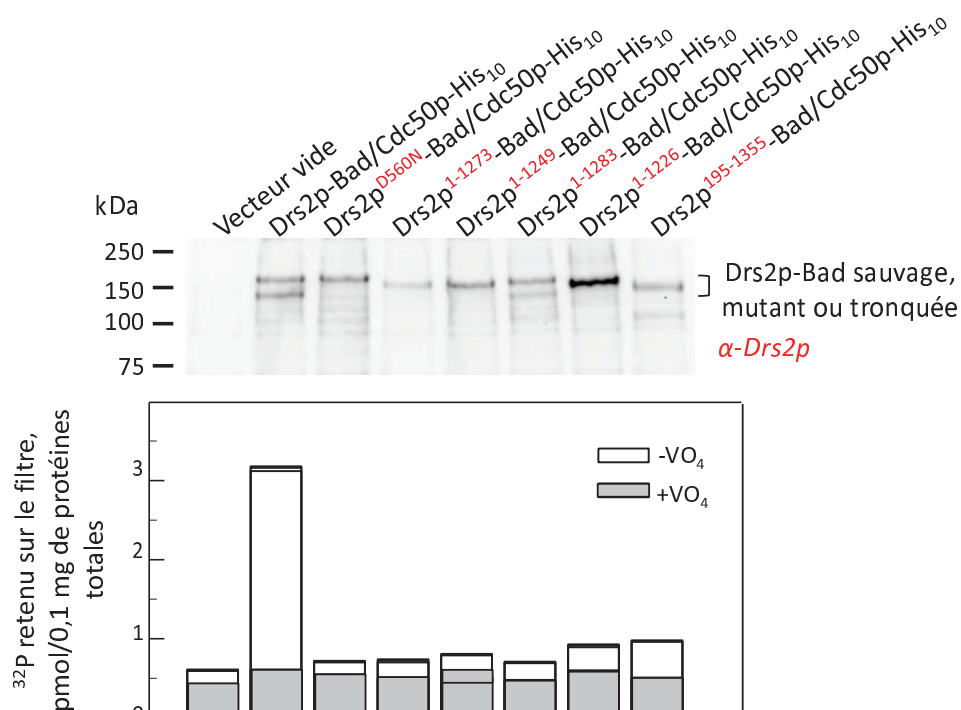 Vecteur vide
Drs2p-Bad/Cdc50p-His10
Drs2pD560N-Bad/Cdc50p-His10
Drs2p1-1273-Bad/Cdc50p-His10
Drs2p1-1249-Bad/Cdc50p-His10
Drs2p1-1283-Bad/Cdc50p-His10
Drs2p1-1226-Bad/Cdc50p-His10
Drs2p195-1355-Bad/Cdc50p-His10
kDa
250
150
100
75
Drs2p-Bad sauvage,
mutant ou tronquée
α-Drs2p
32P retenu sur le filtre,
pmol/0,1 mg de protéines
totales
3
2
1
-VO4
+VO4